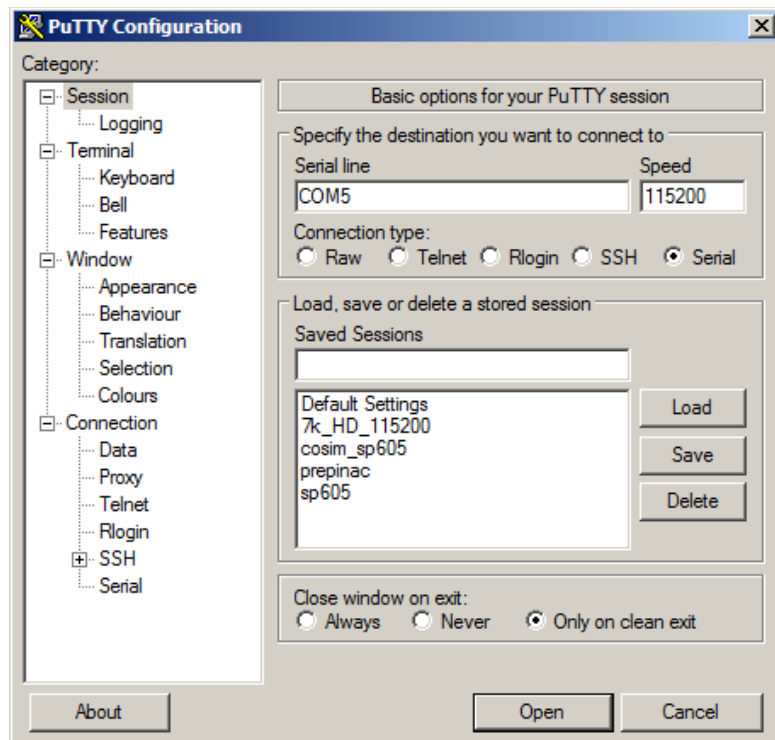 PuTTY Configuration
Category:
Session
Logging
Terminal
Keyboard
Bell
Features
Window
Appearance
Behaviour
Translation
Selection
Colours
Connection
Data
Proxy
Telnet
Rlogin
SSH
Serial
Basic options for your PuTTY session
Specify the destination you want to connect to
Serial line Speed
COM5 115200
Connection type:
Raw Telnet Rlogin SSH Serial
Load, save or delete a stored session
Saved Sessions
Default Settings
7k_HD_115200
cosim_sp605
prepinac
sp605
Load
Save
Delete
Close window on exit:
Always Never Only on clean exit
About Open Cancel